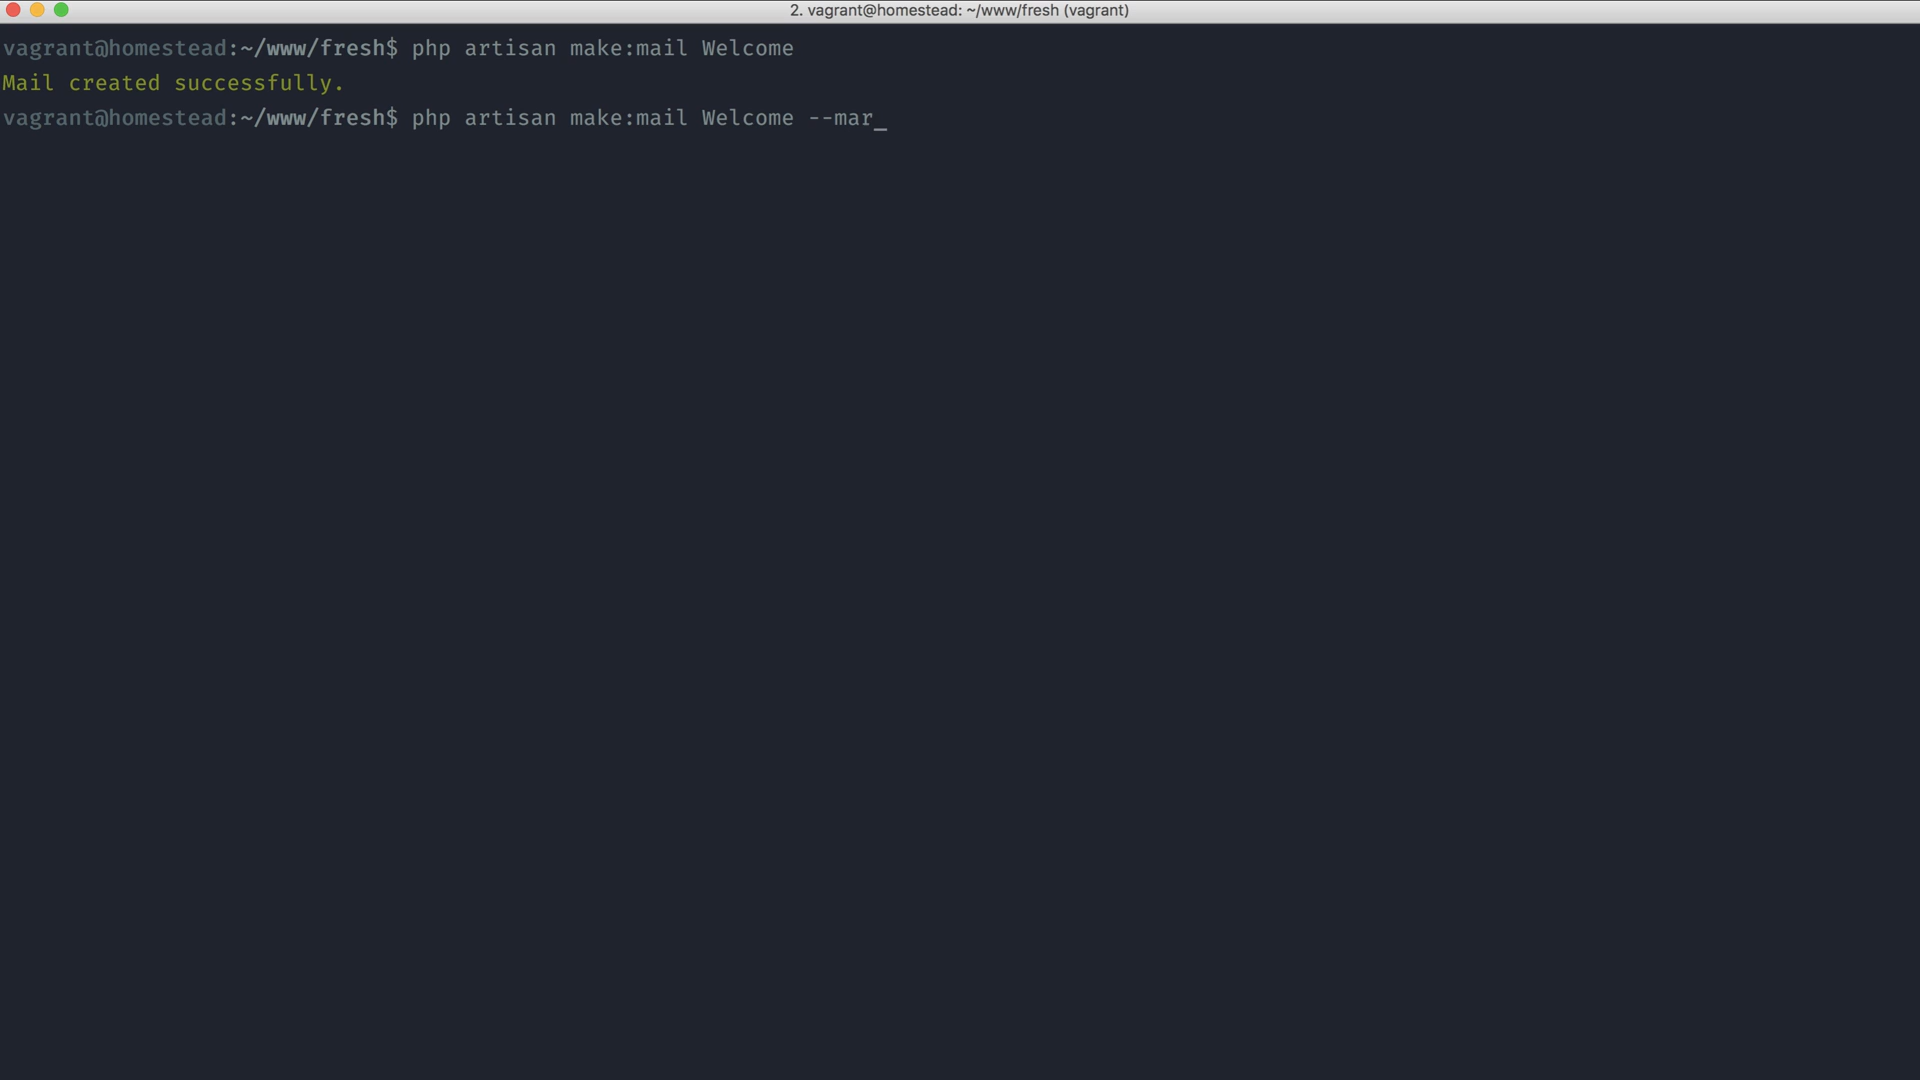 2. vagrant@homestead: ~/www/fresh (vagrant)
vagrant@homestead:~/www/fresh$ php artisan make:mail Welcome
Mail created successfully.
vagrant@homestead:~/www/fresh$ php artisan make:mail Welcome --mar_